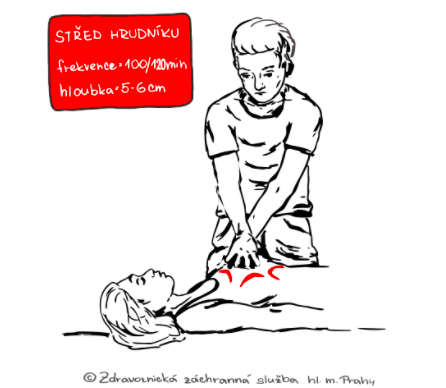 STŘED HRUDNÍKU
frekvence=100/120min
hloubka=5-6cm
©Zdravotnická záchranná služba hl. m. Prahy